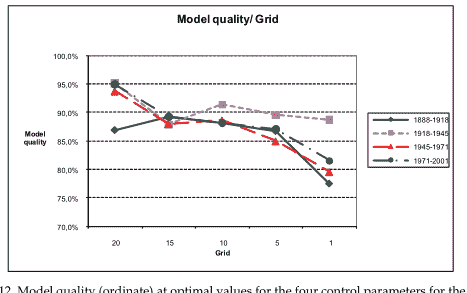 Model quality/ Grid
100,0%
95,0%
90,0%
85,0%
80,0%
75,0%
70,0%
Model
quality
20 15 10 5 1
Grid
1888-1918
1918-1945
1945-1971
1971-2001
12. Model quality (ordinate) at optimal values for the four control parameters for the